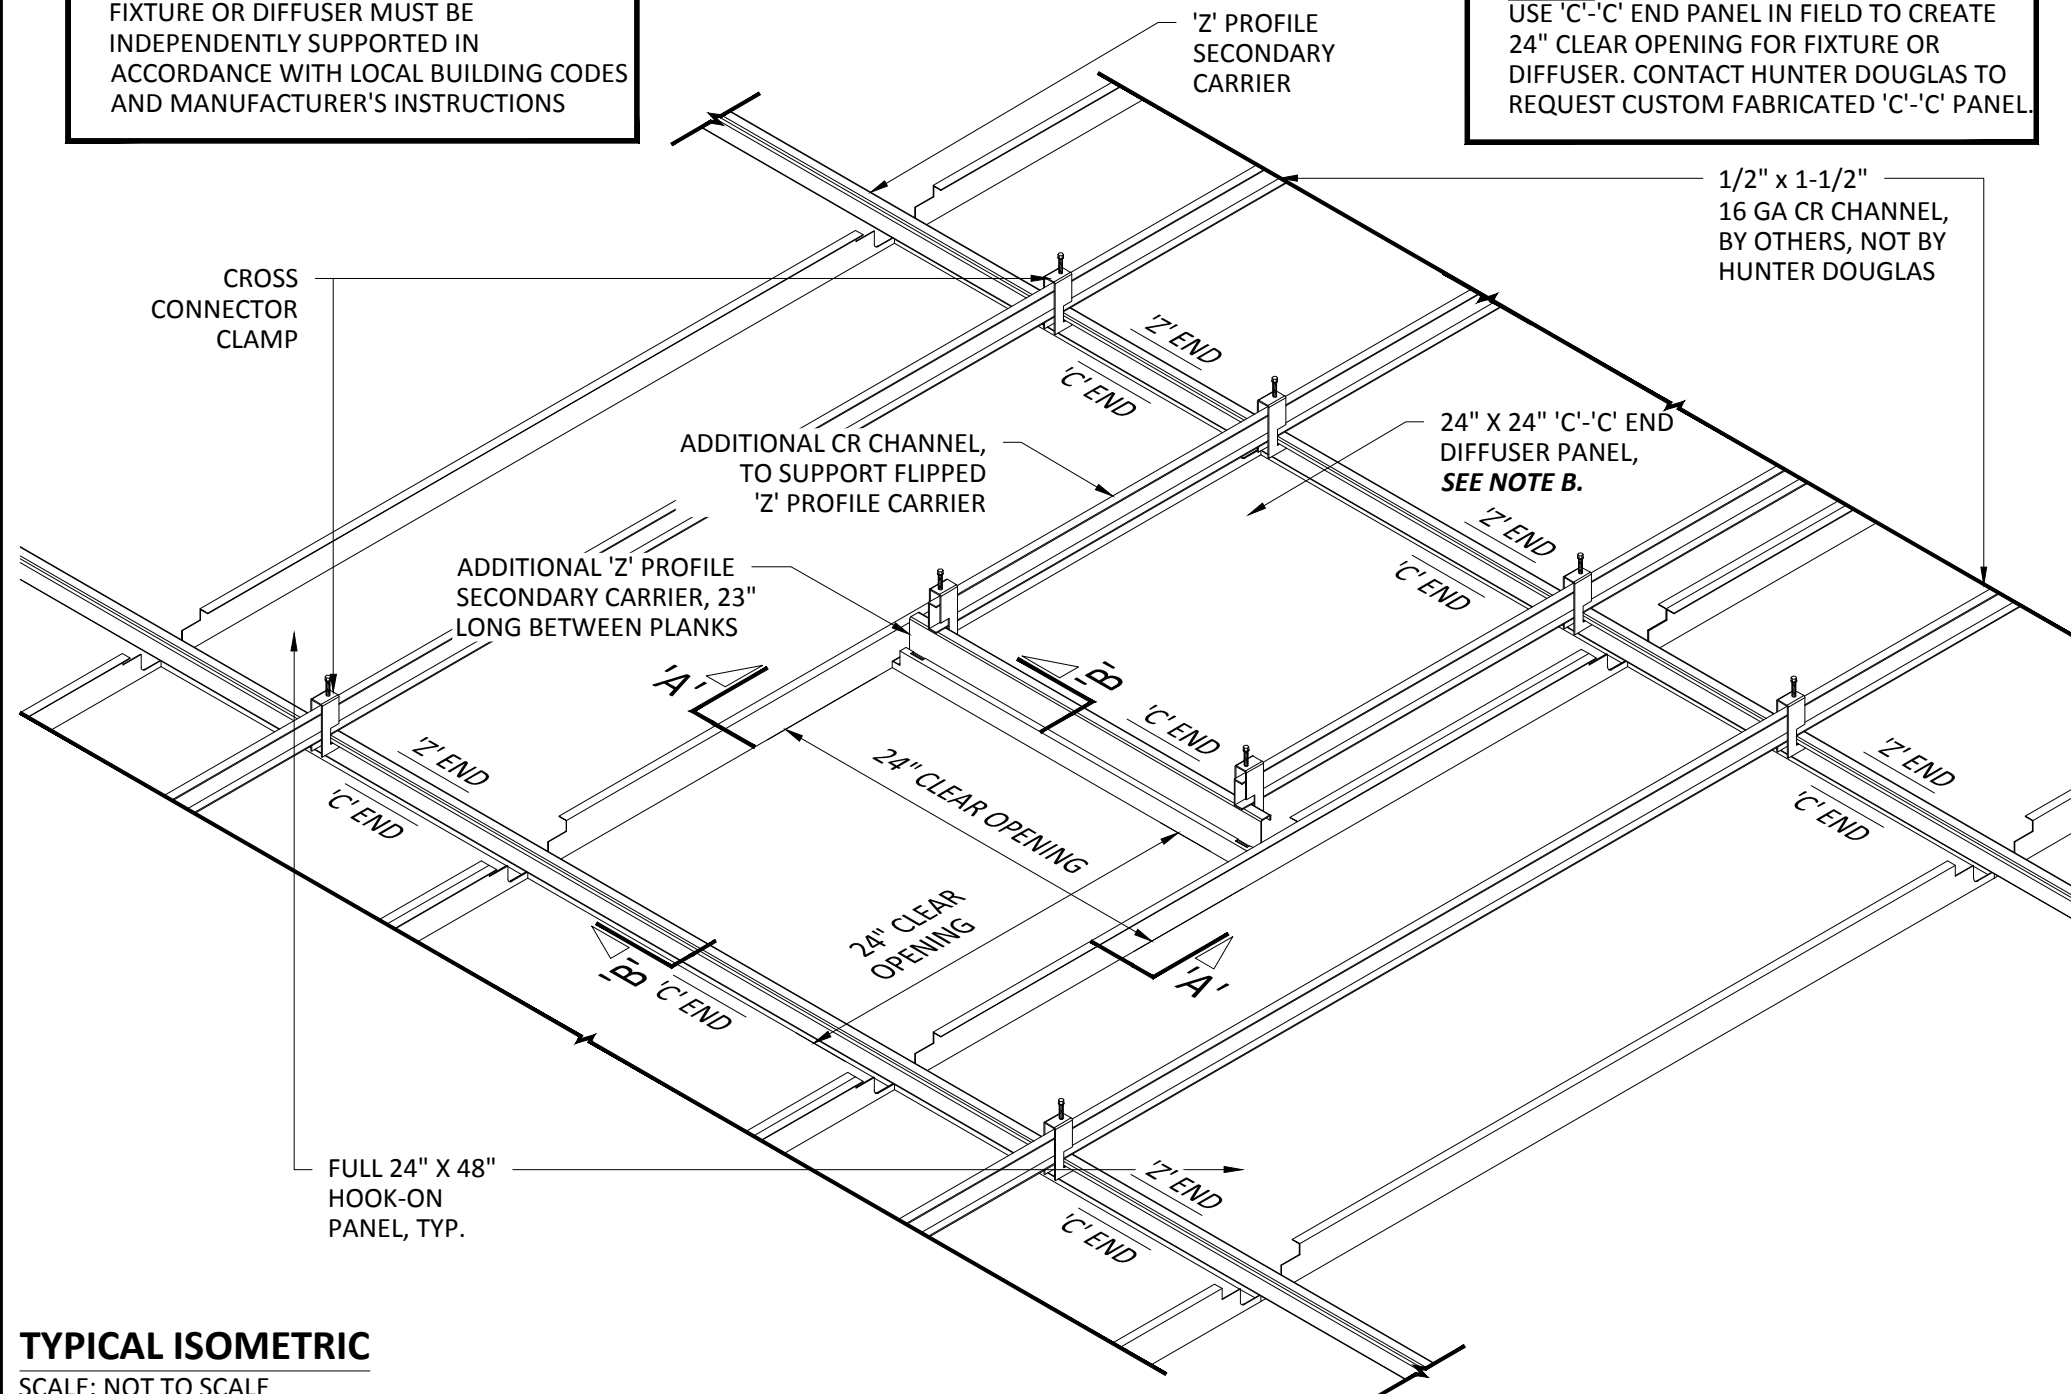 FIXTURE OR DIFFUSER MUST BE
INDEPENDENTLY SUPPORTED IN
ACCORDANCE WITH LOCAL BUILDING CODES
AND MANUFACTURER'S INSTRUCTIONS
'Z' PROFILE
SECONDARY
CARRIER
USE 'C'-'C' END PANEL IN FIELD TO CREATE
24" CLEAR OPENING FOR FIXTURE OR
DIFFUSER. CONTACT HUNTER DOUGLAS TO
REQUEST CUSTOM FABRICATED 'C'-'C' PANEL.
1/2" x 1-1/2"
16 GA CR CHANNEL,
BY OTHERS, NOT BY
HUNTER DOUGLAS
CROSS
CONNECTOR
CLAMP
'Z' END
'C' END
ADDITIONAL CR CHANNEL,
TO SUPPORT FLIPPED
'Z' PROFILE CARRIER
24" X 24" 'C'-'C' END
DIFFUSER PANEL,
SEE NOTE B.
'Z' END
'C' END
ADDITIONAL 'Z' PROFILE
SECONDARY CARRIER, 23"
LONG BETWEEN PLANKS
'A'
'B'
'C' END
'Z' END
'C' END
24" CLEAR OPENING
'Z' END
'C' END
24" CLEAR
OPENING
'B'
'C' END
'A'
FULL 24" X 48"
HOOK-ON
PANEL, TYP.
'Z' END
'C' END
TYPICAL ISOMETRIC
SCALE: NOT TO SCALE